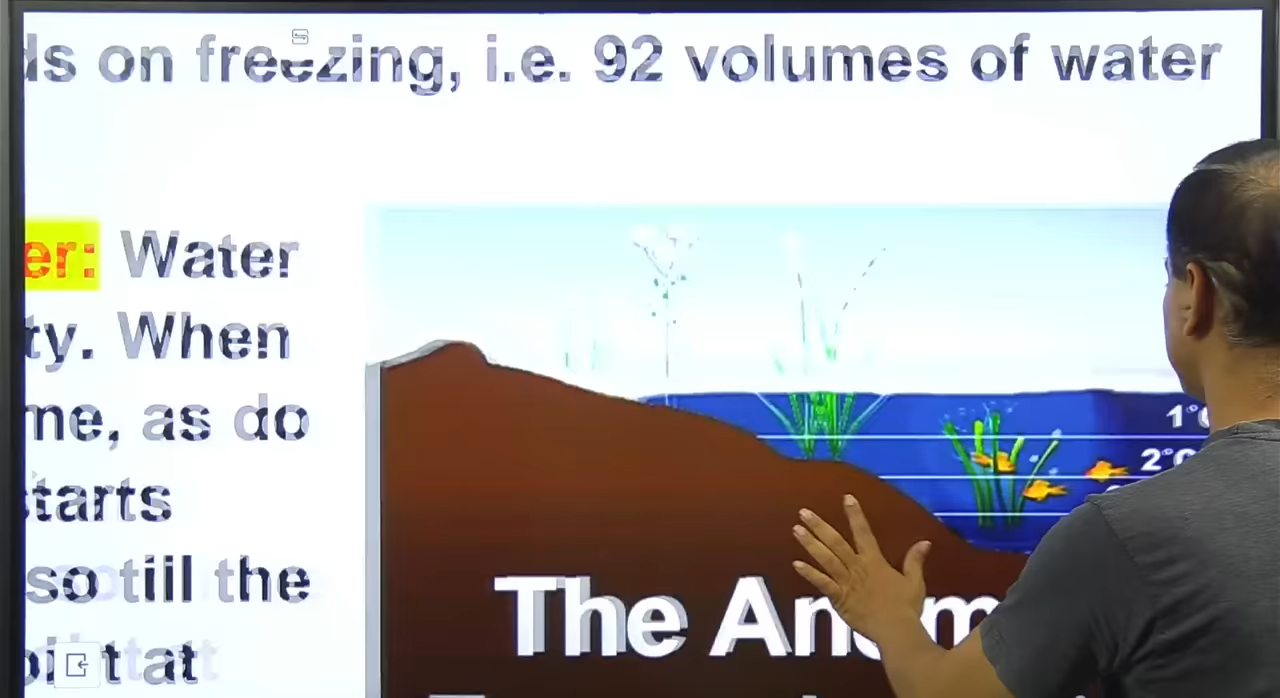 ds on freezing, i.e. 92 volumes of water
er: Water
ty. When
me, as do
starts
so till the
at
1°C
2°C
The Anom